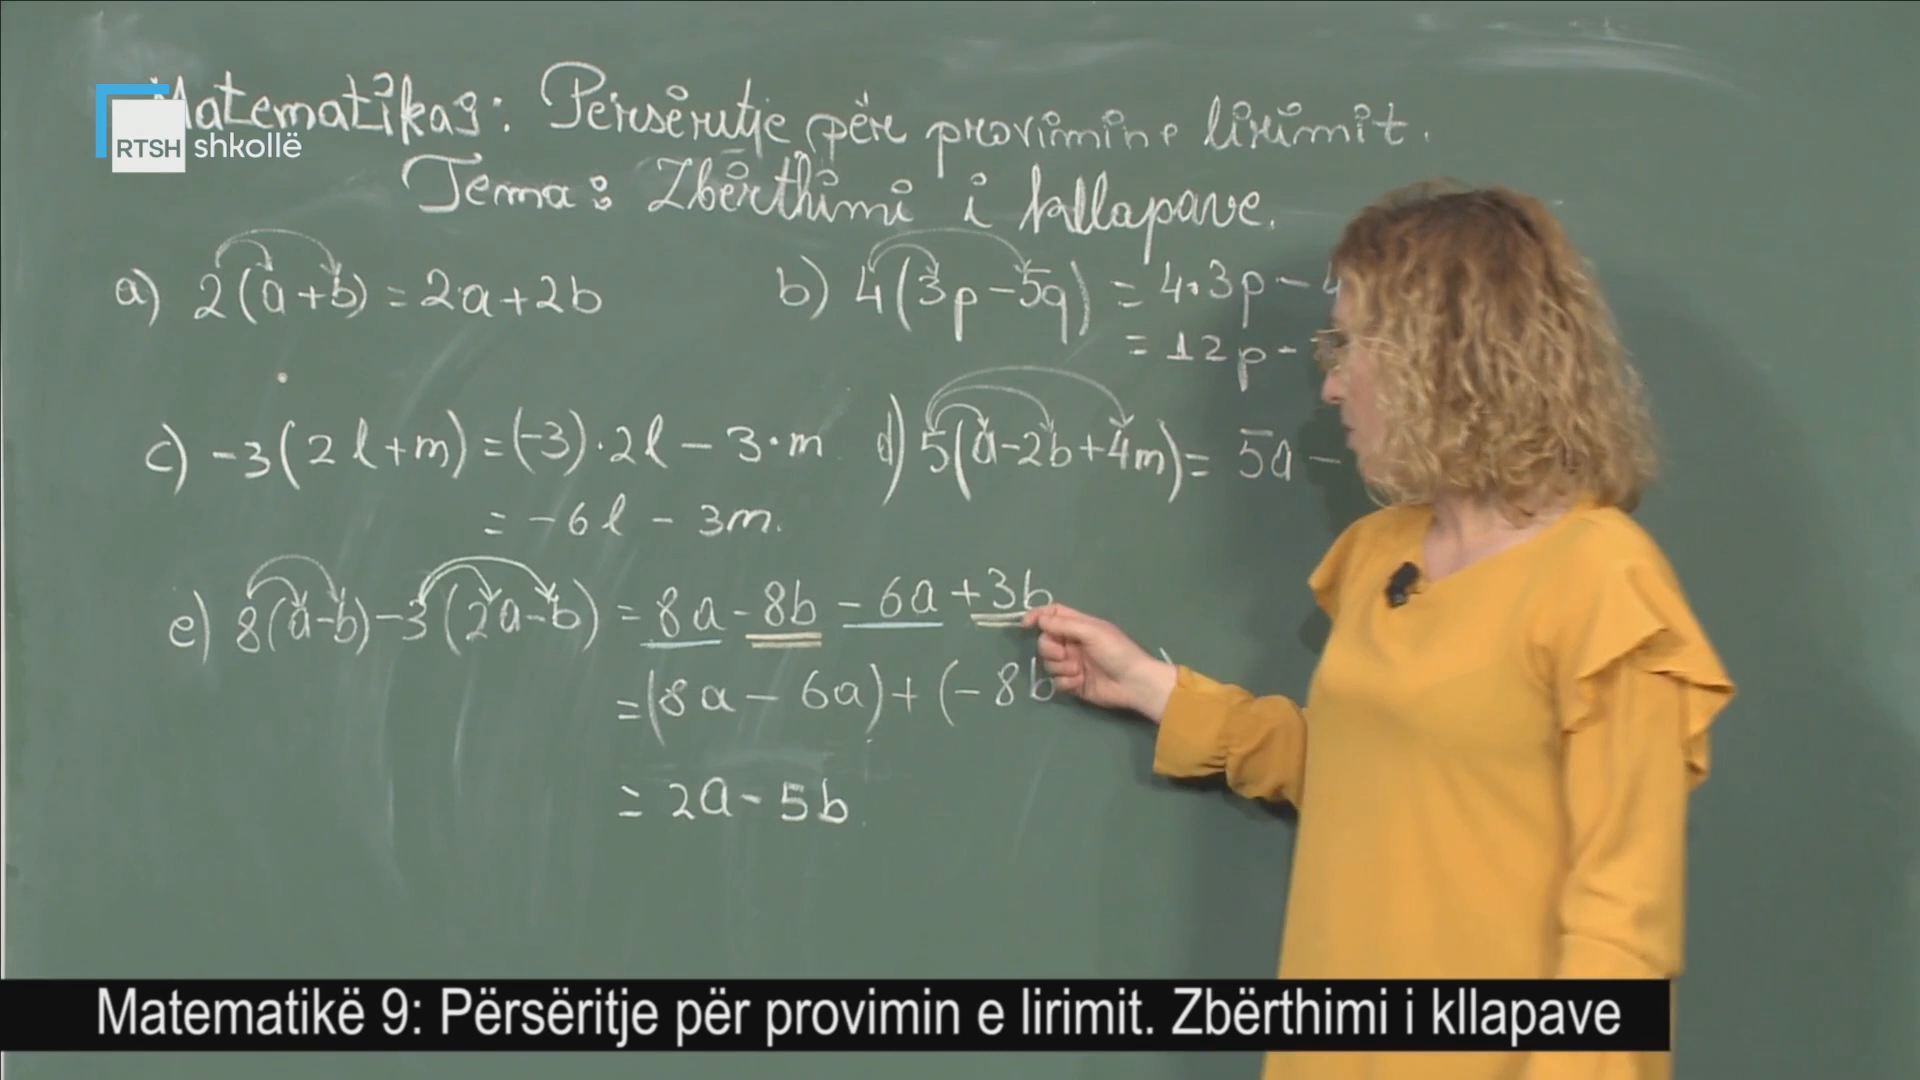 Matematika 9: Përsëritje për provimin e lirimit.
RTSH shkollë
Tema: Zbërthimi i kllapave.
a) 2(a+b) = 2a+2b
b) 4(3p-5q) = 4·3p - 4
= 12p -
c) -3(2l+m) = (-3)·2l - 3·m
= -6l - 3m.
d) 5(a-2b+4m) = 5a -
e) 8(a-b)-3(2a-b) = 8a - 8b - 6a + 3b
=(8a - 6a) + (-8b )
= 2a - 5b
Matematikë 9: Përsëritje për provimin e lirimit. Zbërthimi i kllapave